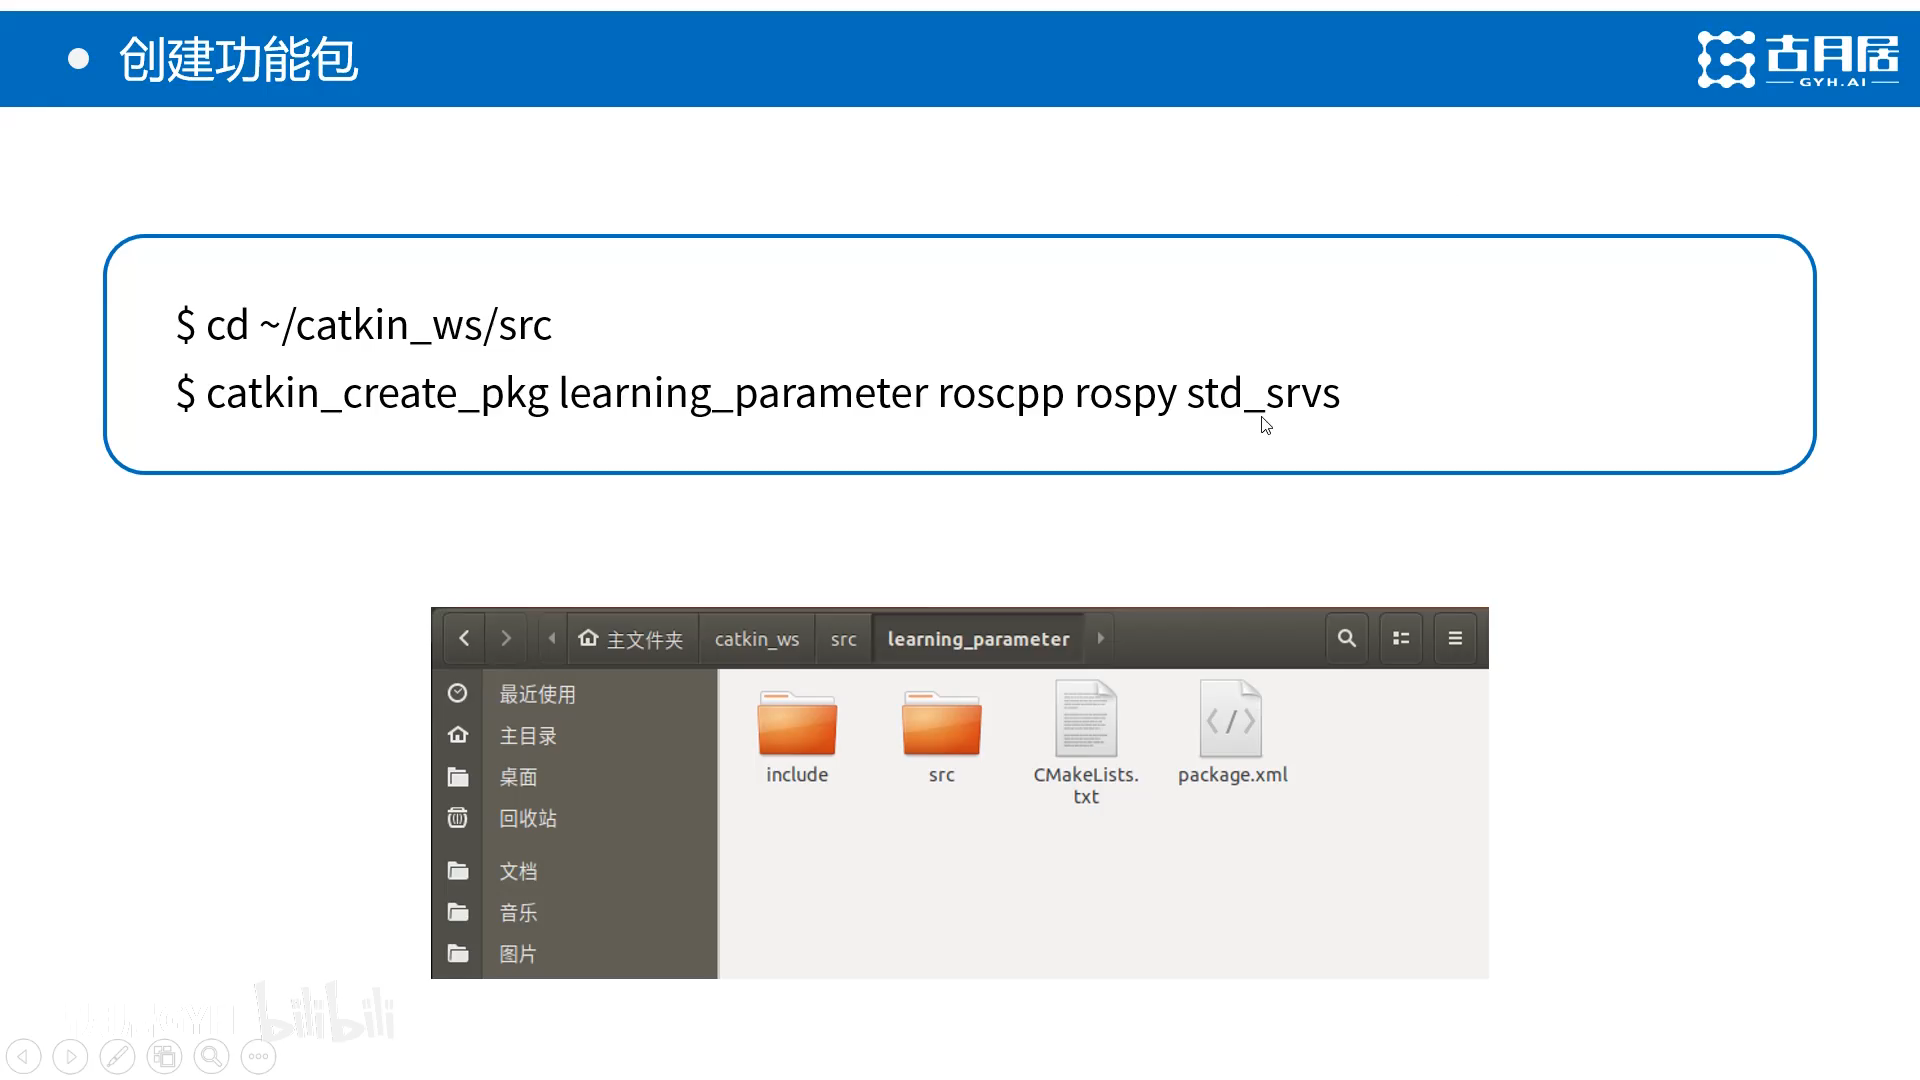 创建功能包
古月居
GYH.AI
$ cd ~/catkin_ws/src
$ catkin_create_pkg learning_parameter roscpp rospy std_srvs
主文件夹 catkin_ws src learning_parameter
最近使用
主目录
桌面
回收站
文档
音乐
图片
include
src
CMakeLists.
txt
package.xml
bilibili